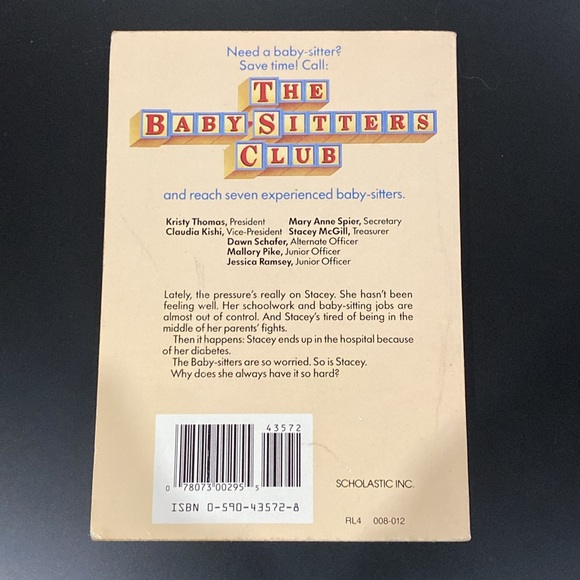 Need a baby-sitter?
Save time! Call:
THE
BABY-SITTERS
CLUB
and reach seven experienced baby-sitters.
Kristy Thomas, President Mary Anne Spier, Secretary
Claudia Kishi, Vice-President Stacey McGill, Treasurer
Dawn Schafer, Alternate Officer
Mallory Pike, Junior Officer
Jessica Ramsey, Junior Officer
Lately, the pressure's really on Stacey. She hasn't been
feeling well. Her schoolwork and baby-sitting jobs are
almost out of control. And Stacey's tired of being in the
middle of her parents' fights.
Then it happens: Stacey ends up in the hospital because
of her diabetes.
The Baby-sitters are so worried. So is Stacey.
Why does she always have it so hard?
43572
0 78073 00295 5
ISBN 0-590-43572-8
SCHOLASTIC INC.
RL4 008-012